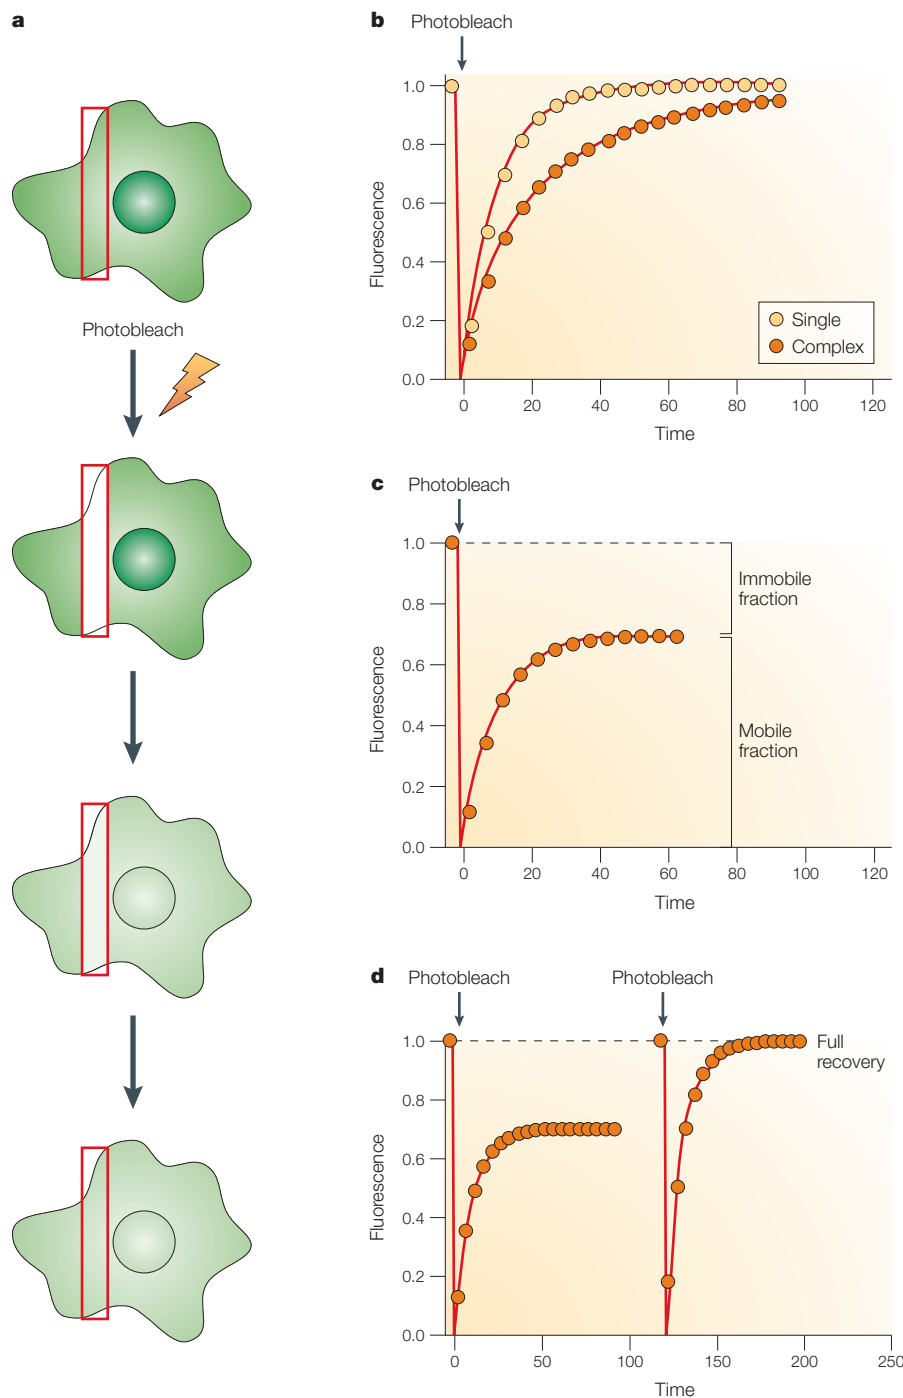 a
Photobleach
b
Photobleach
1.0
0.8
0.6
0.4
0.2
0.0
Fluorescence
0 20 40 60 80 100 120
Time
Single
Complex
c
Photobleach
1.0
0.8
0.6
0.4
0.2
0.0
Fluorescence
0 20 40 60 80 100 120
Time
Immobile
fraction
Mobile
fraction
d
Photobleach Photobleach
1.0
0.8
0.6
0.4
0.2
0.0
Fluorescence
0 50 100 150 200 250
Time
Full
recovery